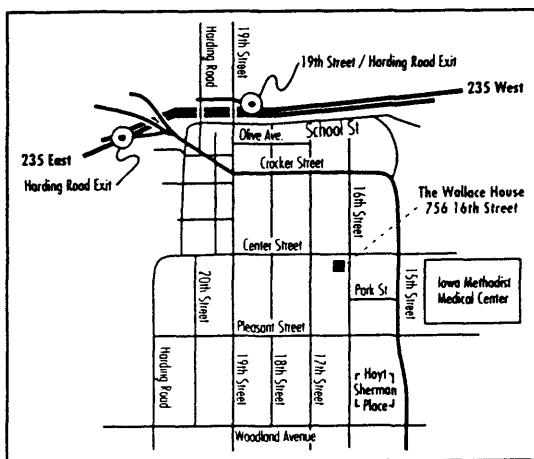 Harding Road
19th Street
19th Street / Harding Road Exit
235 West
Olive Ave.
School St
235 East
Harding Road Exit
Crocker Street
16th Street
The Wallace House
756 16th Street
Center Street
20th Street
Park St
15th Street
Iowa Methodist
Medical Center
Pleasant Street
Harding Road
19th Street
18th Street
17th Street
Hoyt
Sherman
Place
Woodland Avenue